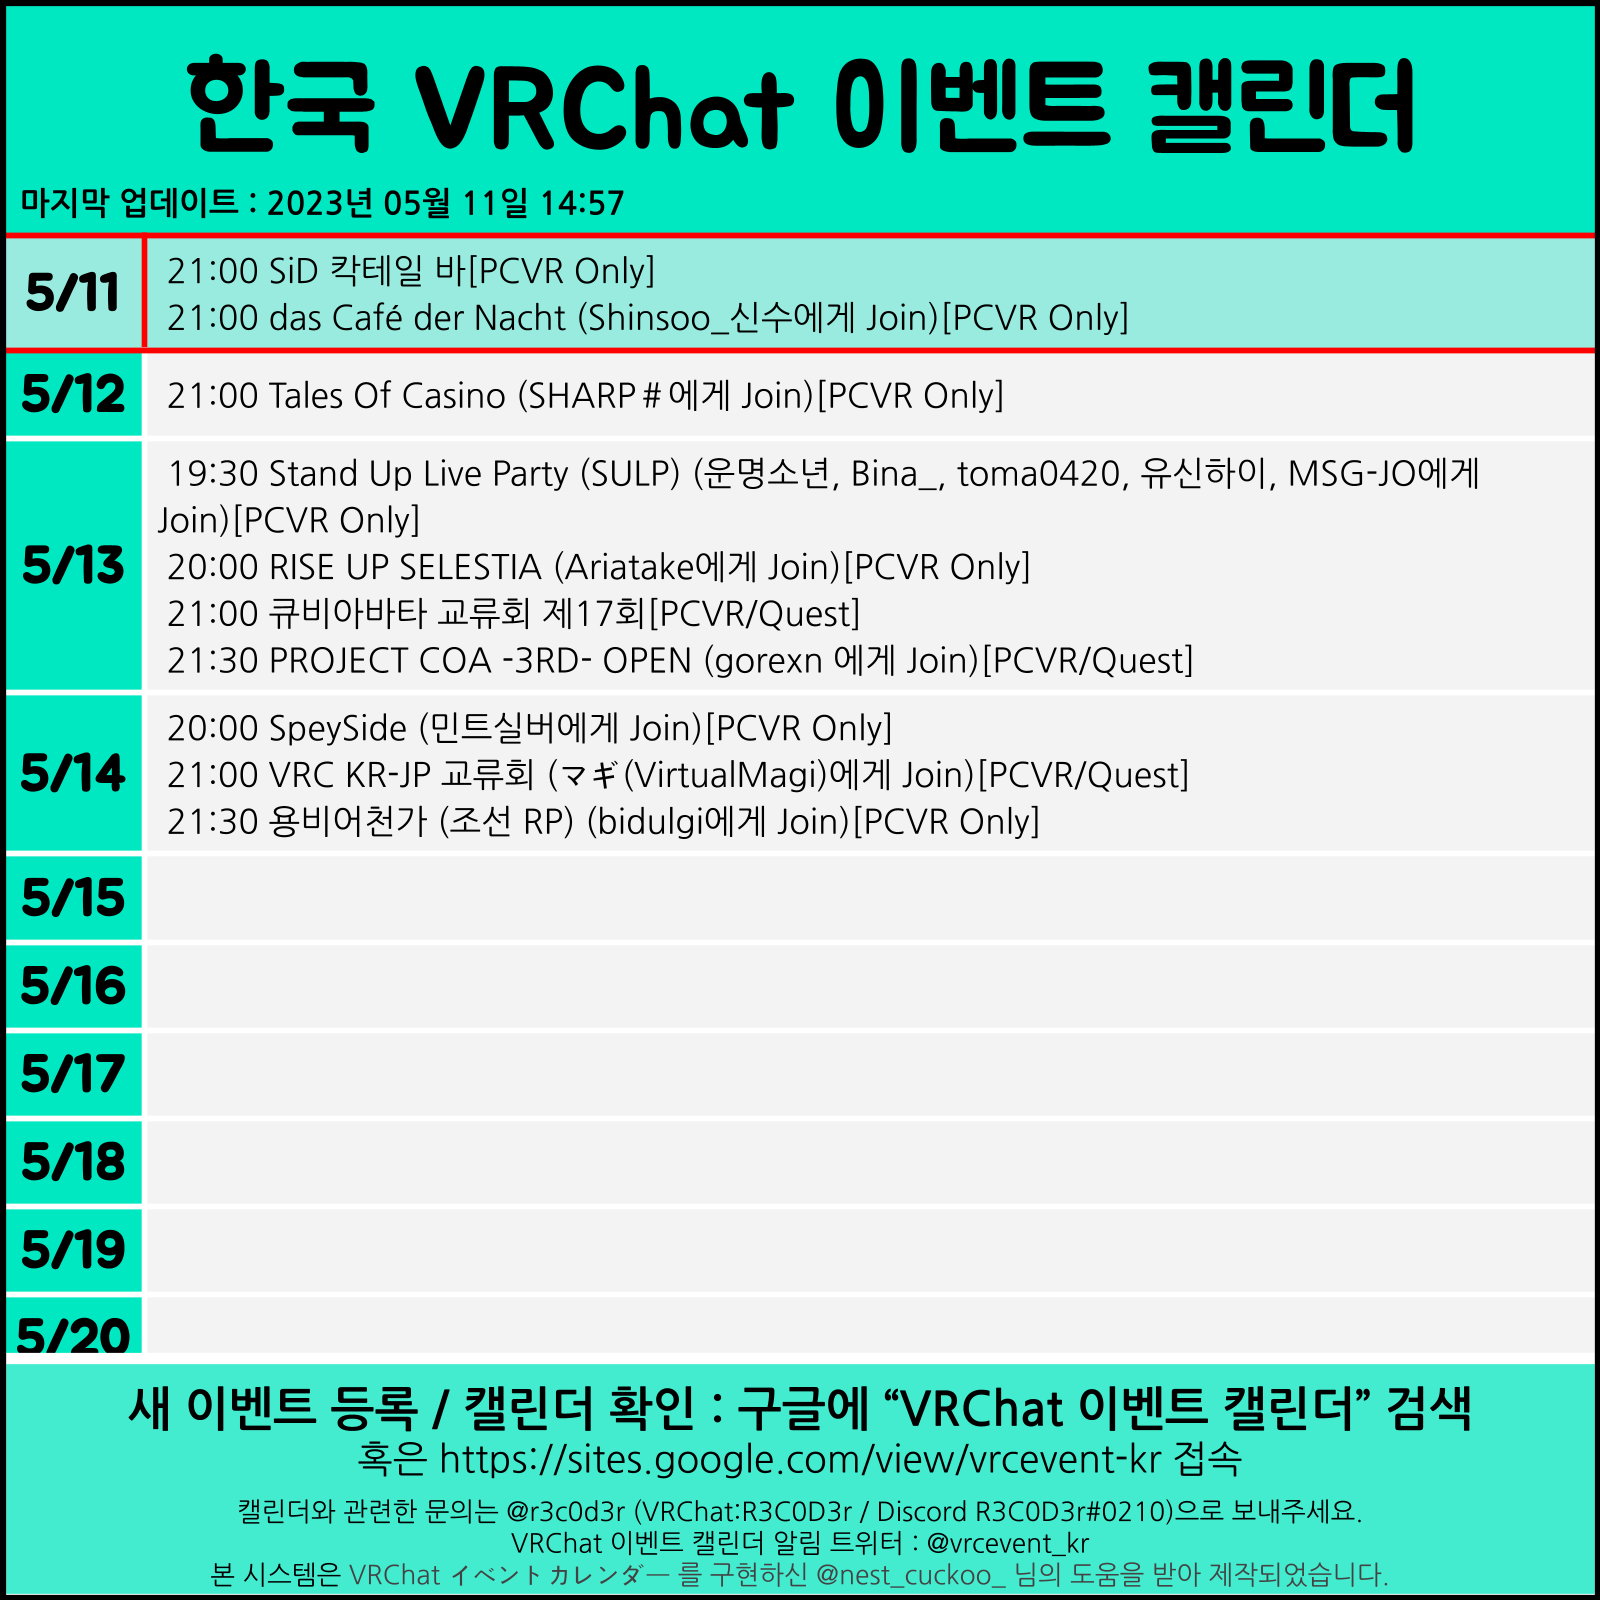 한국 VRChat 이벤트 캘린더
마지막 업데이트 : 2023년 05월 11일 14:57
5/11
21:00 SiD 칵테일 바[PCVR Only]
21:00 das Café der Nacht (Shinsoo_신수에게 Join)[PCVR Only]
5/12
21:00 Tales Of Casino (SHARP＃에게 Join)[PCVR Only]
5/13
19:30 Stand Up Live Party (SULP) (운명소년, Bina_, toma0420, 유신하이, MSG-JO에게
Join)[PCVR Only]
20:00 RISE UP SELESTIA (Ariatake에게 Join)[PCVR Only]
21:00 큐비아바타 교류회 제17회[PCVR/Quest]
21:30 PROJECT COA -3RD- OPEN (gorexn 에게 Join)[PCVR/Quest]
5/14
20:00 SpeySide (민트실버에게 Join)[PCVR Only]
21:00 VRC KR-JP 교류회 (マギ(VirtualMagi)에게 Join)[PCVR/Quest]
21:30 용비어천가 (조선 RP) (bidulgi에게 Join)[PCVR Only]
5/15
5/16
5/17
5/18
5/19
5/20
새 이벤트 등록 / 캘린더 확인 : 구글에 “VRChat 이벤트 캘린더” 검색
혹은 https://sites.google.com/view/vrcevent-kr 접속
캘린더와 관련한 문의는 @r3c0d3r (VRChat:R3C0D3r / Discord R3C0D3r#0210)으로 보내주세요.
VRChat 이벤트 캘린더 알림 트위터 : @vrcevent_kr
본 시스템은 VRChat イベントカレンダー 를 구현하신 @nest_cuckoo_ 님의 도움을 받아 제작되었습니다.